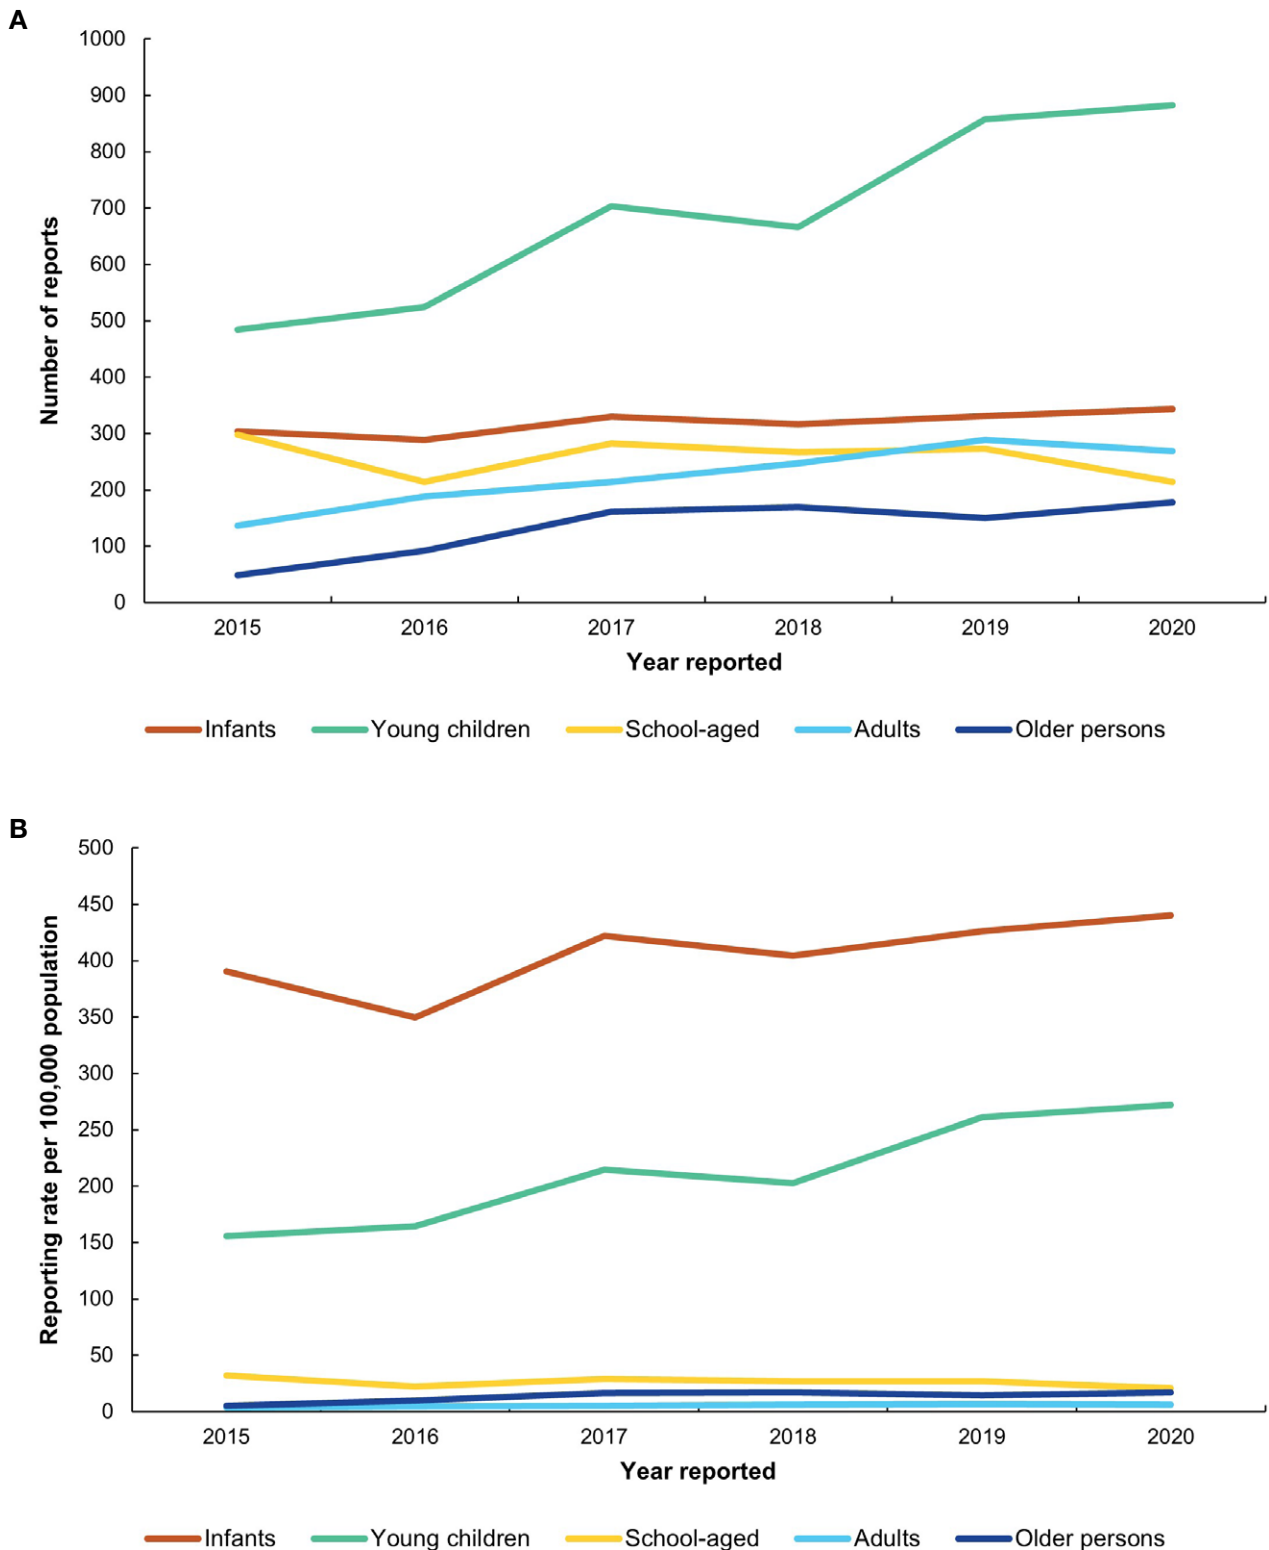 A
1000
900
800
700
600
500
400
300
200
100
0
Number of reports
2015 2016 2017 2018 2019 2020
Year reported
Infants Young children School-aged Adults Older persons
B
500
450
400
350
300
250
200
150
100
50
0
Reporting rate per 100,000 population
2015 2016 2017 2018 2019 2020
Year reported
Infants Young children School-aged Adults Older persons